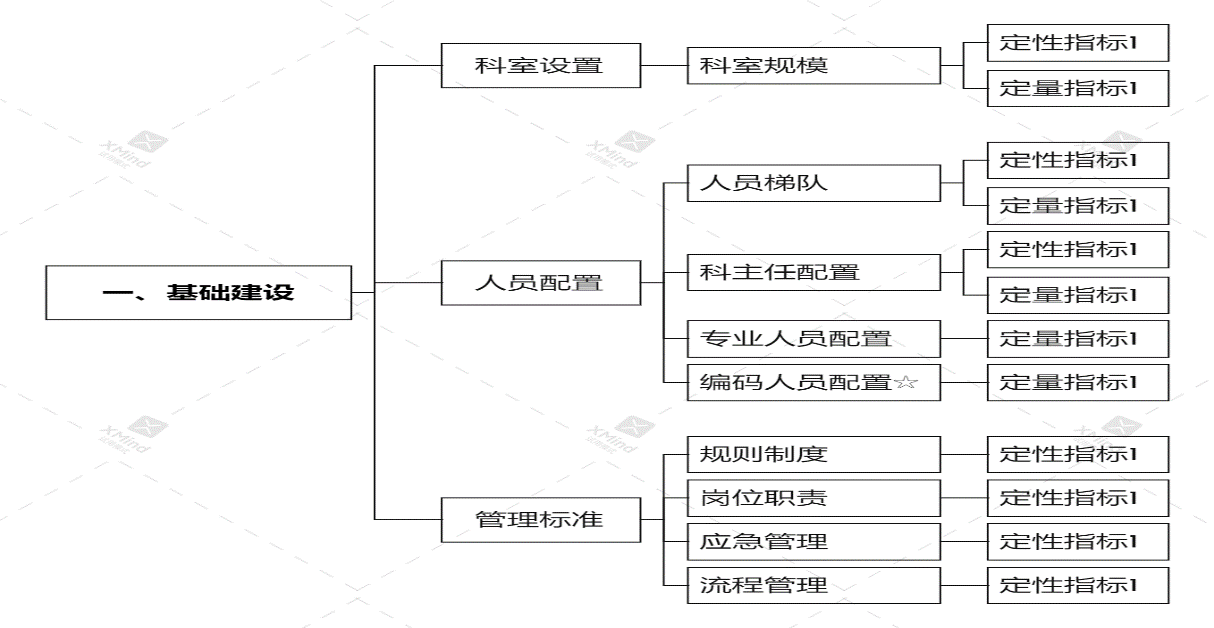 一、基础建设
科室设置
科室规模
定性指标1
定量指标1
人员配置
人员梯队
定性指标1
定量指标1
科主任配置
定性指标1
定量指标1
专业人员配置
定量指标1
编码人员配置☆
定量指标1
管理标准
规则制度
定性指标1
岗位职责
定性指标1
应急管理
定性指标1
流程管理
定性指标1
XMind
XMind
XMind
XMind
XMind
XMind